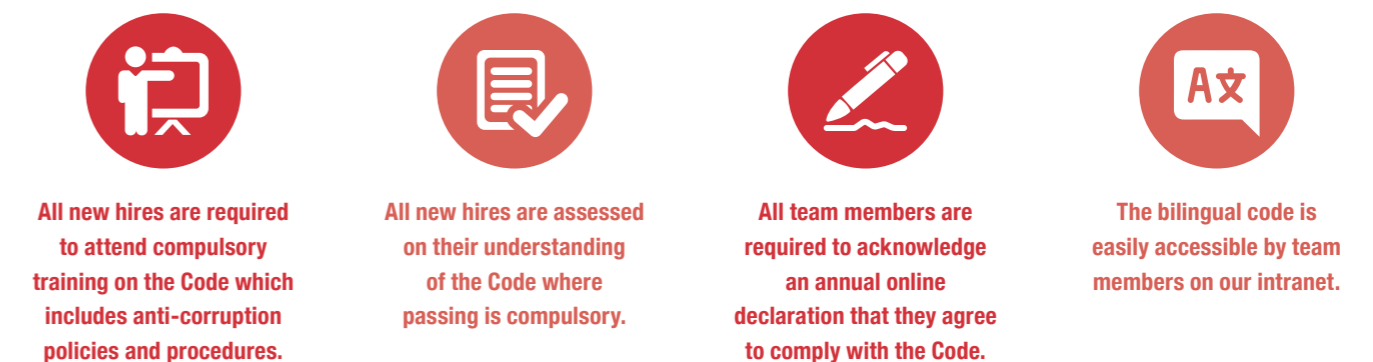 A文
All new hires are required
to attend compulsory
training on the Code which
includes anti-corruption
policies and procedures.
All new hires are assessed
on their understanding
of the Code where
passing is compulsory.
All team members are
required to acknowledge
an annual online
declaration that they agree
to comply with the Code.
The bilingual code is
easily accessible by team
members on our intranet.